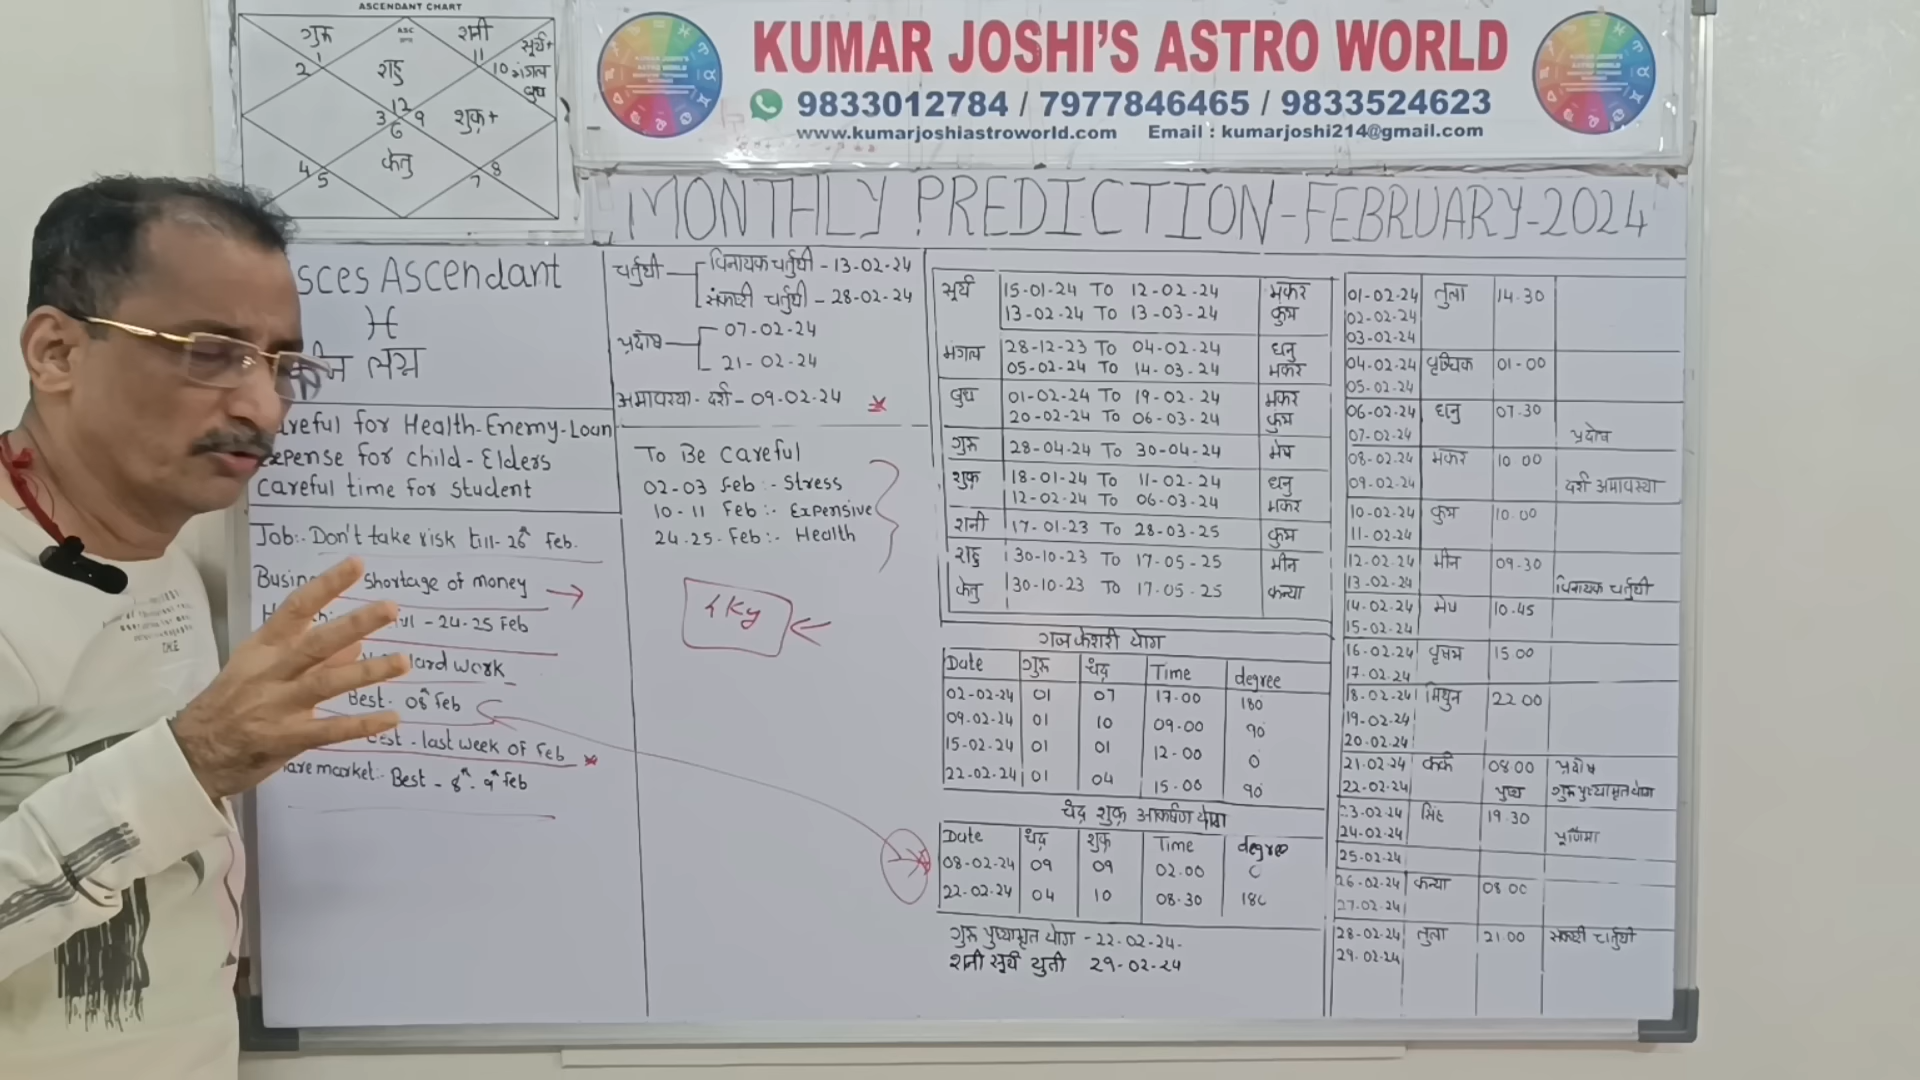 ASCENDANT CHART
गुरु
ASC
शनी
1
11
सूर्य+
2
राहु
10 मंगल
बुध
12
3 9
शुक्र+
6
केतु
4
8
5
7
KUMAR JOSHI'S ASTRO WORLD
9833012784 / 7977846465 / 9833524623
www.kumarjoshiastroworld.com Email : kumarjoshi214@gmail.com
MONTHLY PREDICTION-FEBRUARY-2024
sces Ascendant
लग्न
areful for Health-Enemy-Loan
xpense for child- Elders
careful time for student
Job:- Don't take risk till- 26th Feb.
Busin shortage of money
- 24-25 Feb
Hard work
Best- 08th Feb
Best - last week of Feb
are market:- Best - 8th - 9th Feb
चर्तुथी
विनायक चर्तुथी - 13-02-24
संकष्टी चर्तुथी - 28-02-24
प्रदोष
07-02-24
21-02-24
अमावस्या- दर्श - 09-02-24
To Be Careful
02-03 Feb:- Stress
10-11 Feb:- Expensive
24-25-Feb:- Health
सूर्य 15-01-24 To 12-02-24 मकर
13-02-24 To 13-03-24 कुंभ
मंगल 28-12-23 To 04-02-24 धनु
05-02-24 To 14-03-24 मकर
बुध 01-02-24 To 19-02-24 मकर
20-02-24 To 06-03-24 कुंभ
गुरु 28-04-24 To 30-04-24 मेष
शुक्र 18-01-24 To 11-02-24 धनु
12-02-24 To 06-03-24 मकर
शनी 17-01-23 To 28-03-25 कुंभ
राहु 30-10-23 To 17-05-25 मीन
केतु 30-10-23 To 17-05-25 कन्या
गजकेशरी योग
Date गुरु चंद्र Time degree
02-02-24 01 07 17-00 180
09-02-24 01 10 09-00 90
15-02-24 01 01 12-00 0
22-02-24 01 04 15-00 90
चंद्र शुक्र आकर्षण योग
Date चंद्र शुक्र Time degree
08-02-24 09 09 02-00 0
22-02-24 04 10 08-30 180
गुरु पुष्यामृत योग - 22-02-24-
शनी सूर्य युती 29-02-24
01-02-24 तुला 14-30
02-02-24
03-02-24
04-02-24 वृश्चिक 01-00
05-02-24
06-02-24 धनु 07-30
07-02-24 प्रदोष
08-02-24 मकर 10 00
09-02-24 दर्श अमावस्या
10-02-24 कुंभ 10.00
11-02-24
12-02-24 मीन 09-30
13-02-24 विनायक चर्तुथी
14-02-24 मेष 10-45
15-02-24
16-02-24 वृषभ 15 00
17-02-24
18-02-24 मिथुन 22 00
19-02-24
20-02-24
21-02-24 कर्क 08 00 प्रदोष
22-02-24 पुष्य गुरुपुष्यामृत योग
23-02-24 सिंह 19.30
24-02-24 पूर्णिमा
25-02-24
26-02-24 कन्या 08 00
27-02-24
28-02-24 तुला 21 00 संकष्टी चर्तुथी
29-02-24